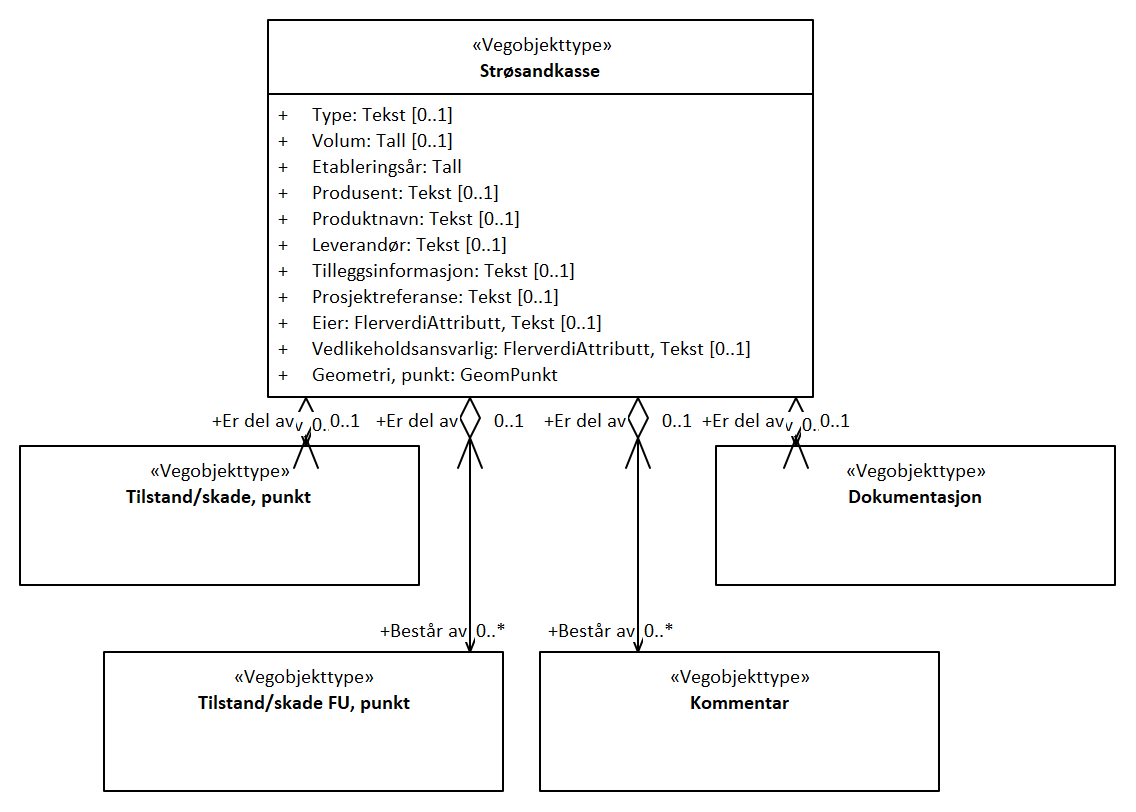 «Vegobjekttype»
Strøsandkasse
+ Type: Tekst [0..1]
+ Volum: Tall [0..1]
+ Etableringsår: Tall
+ Produsent: Tekst [0..1]
+ Produktnavn: Tekst [0..1]
+ Leverandør: Tekst [0..1]
+ Tilleggsinformasjon: Tekst [0..1]
+ Prosjektreferanse: Tekst [0..1]
+ Eier: FlerverdiAttributt, Tekst [0..1]
+ Vedlikeholdsansvarlig: FlerverdiAttributt, Tekst [0..1]
+ Geometri, punkt: GeomPunkt
+Er del av 0..1 +Er del av 0..1 +Er del av 0..1 +Er del av 0..1
«Vegobjekttype»
Tilstand/skade, punkt
«Vegobjekttype»
Dokumentasjon
+Består av 0..* +Består av 0..*
«Vegobjekttype»
Tilstand/skade FU, punkt
«Vegobjekttype»
Kommentar